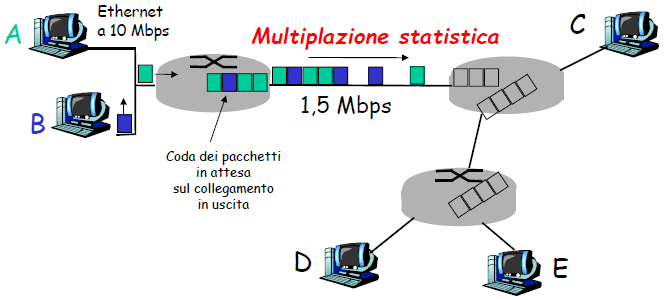 A
Ethernet
a 10 Mbps
Multiplazione statistica
C
B
1,5 Mbps
Coda dei pacchetti
in attesa
sul collegamento
in uscita
D
E